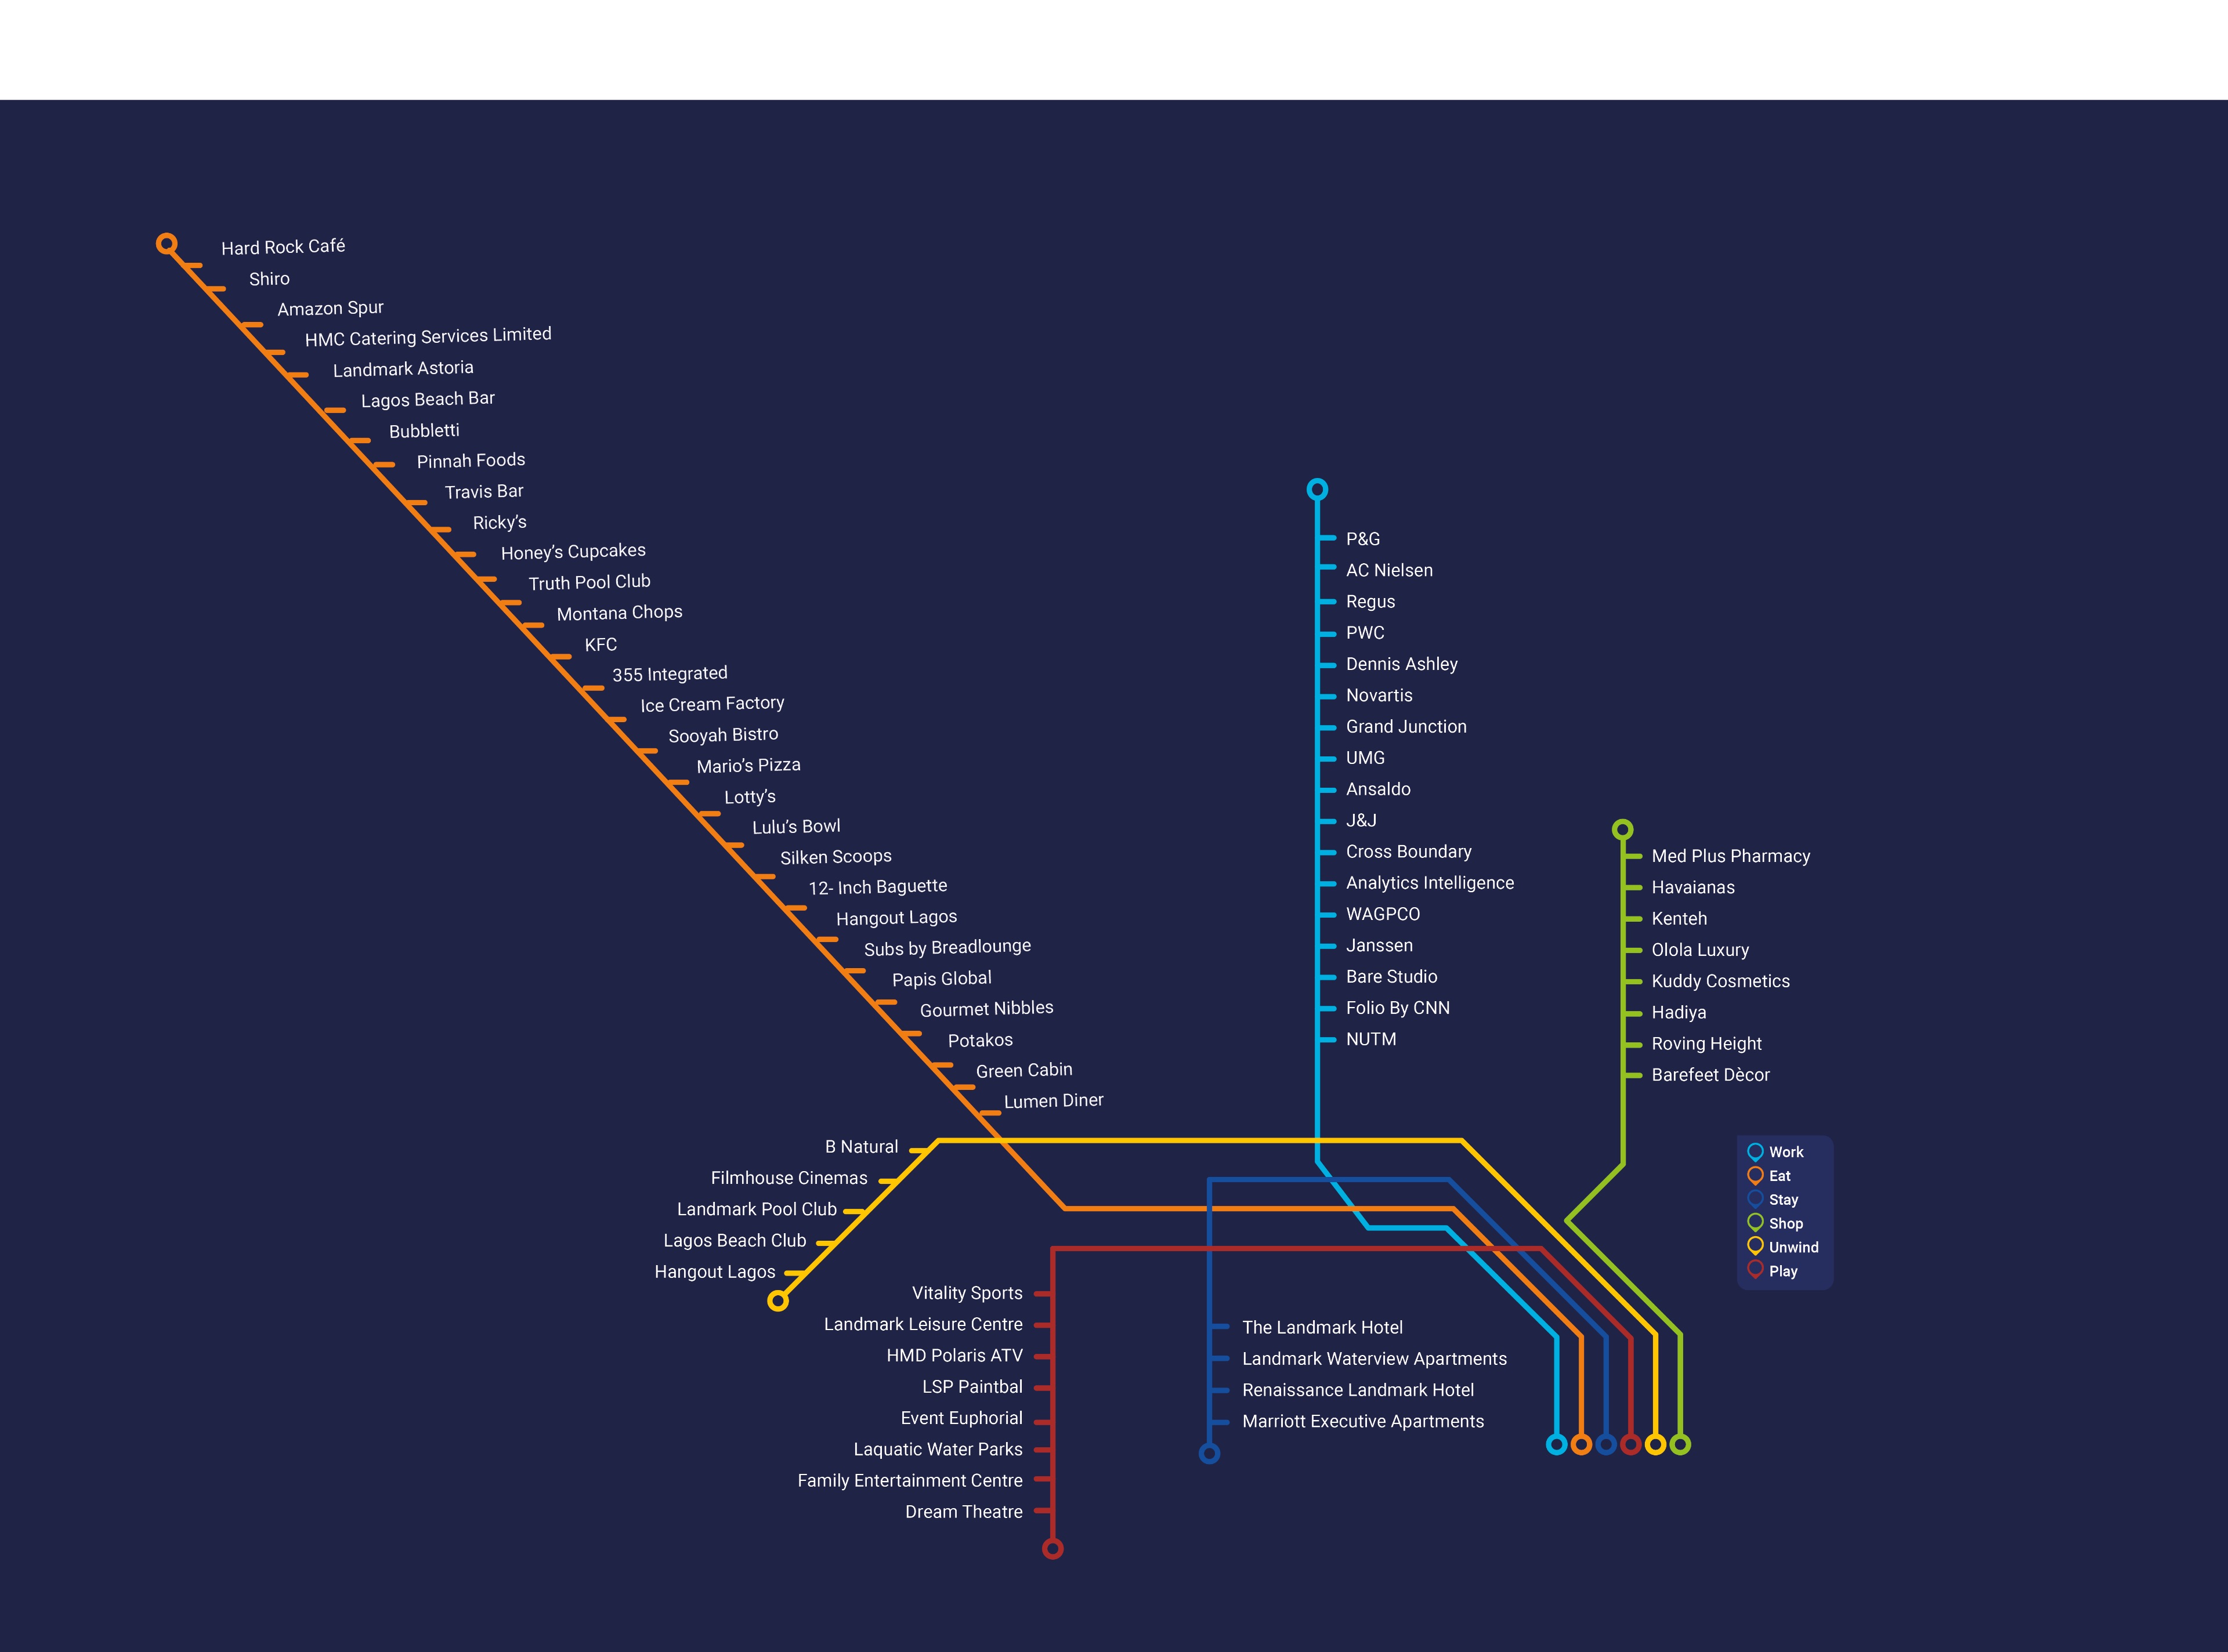 Hard Rock Café
Shiro
Amazon Spur
HMC Catering Services Limited
Landmark Astoria
Lagos Beach Bar
Bubbletti
Pinnah Foods
Travis Bar
Ricky’s
Honey’s Cupcakes
Truth Pool Club
Montana Chops
KFC
355 Integrated
Ice Cream Factory
Sooyah Bistro
Mario’s Pizza
Lotty’s
Lulu’s Bowl
Silken Scoops
12- Inch Baguette
Hangout Lagos
Subs by Breadlounge
Papis Global
Gourmet Nibbles
Potakos
Green Cabin
Lumen Diner
P&G
AC Nielsen
Regus
PWC
Dennis Ashley
Novartis
Grand Junction
UMG
Ansaldo
J&J
Cross Boundary
Analytics Intelligence
WAGPCO
Janssen
Bare Studio
Folio By CNN
NUTM
Med Plus Pharmacy
Havaianas
Kenteh
Olola Luxury
Kuddy Cosmetics
Hadiya
Roving Height
Barefeet Dècor
B Natural
Filmhouse Cinemas
Landmark Pool Club
Lagos Beach Club
Hangout Lagos
Vitality Sports
Landmark Leisure Centre
HMD Polaris ATV
LSP Paintbal
Event Euphorial
Laquatic Water Parks
Family Entertainment Centre
Dream Theatre
The Landmark Hotel
Landmark Waterview Apartments
Renaissance Landmark Hotel
Marriott Executive Apartments
Work
Eat
Stay
Shop
Unwind
Play